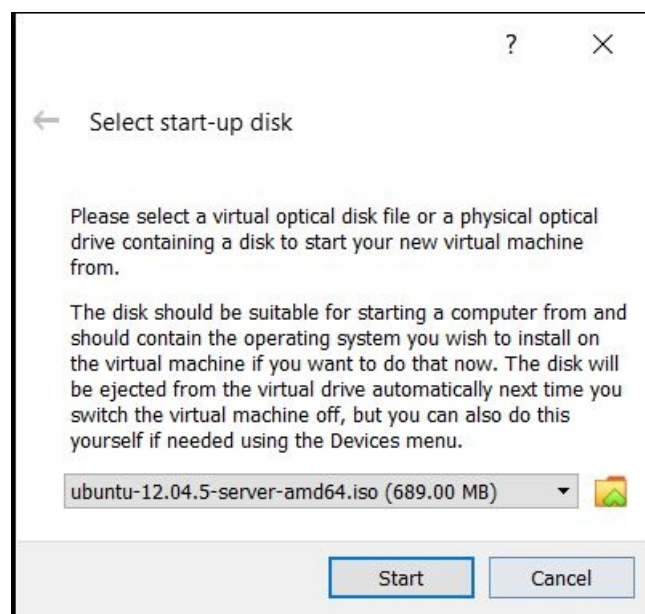 ?
Select start-up disk
Please select a virtual optical disk file or a physical optical
drive containing a disk to start your new virtual machine
from.
The disk should be suitable for starting a computer from and
should contain the operating system you wish to install on
the virtual machine if you want to do that now. The disk will
be ejected from the virtual drive automatically next time you
switch the virtual machine off, but you can also do this
yourself if needed using the Devices menu.
ubuntu-12.04.5-server-amd64.iso (689.00 MB)
Start Cancel